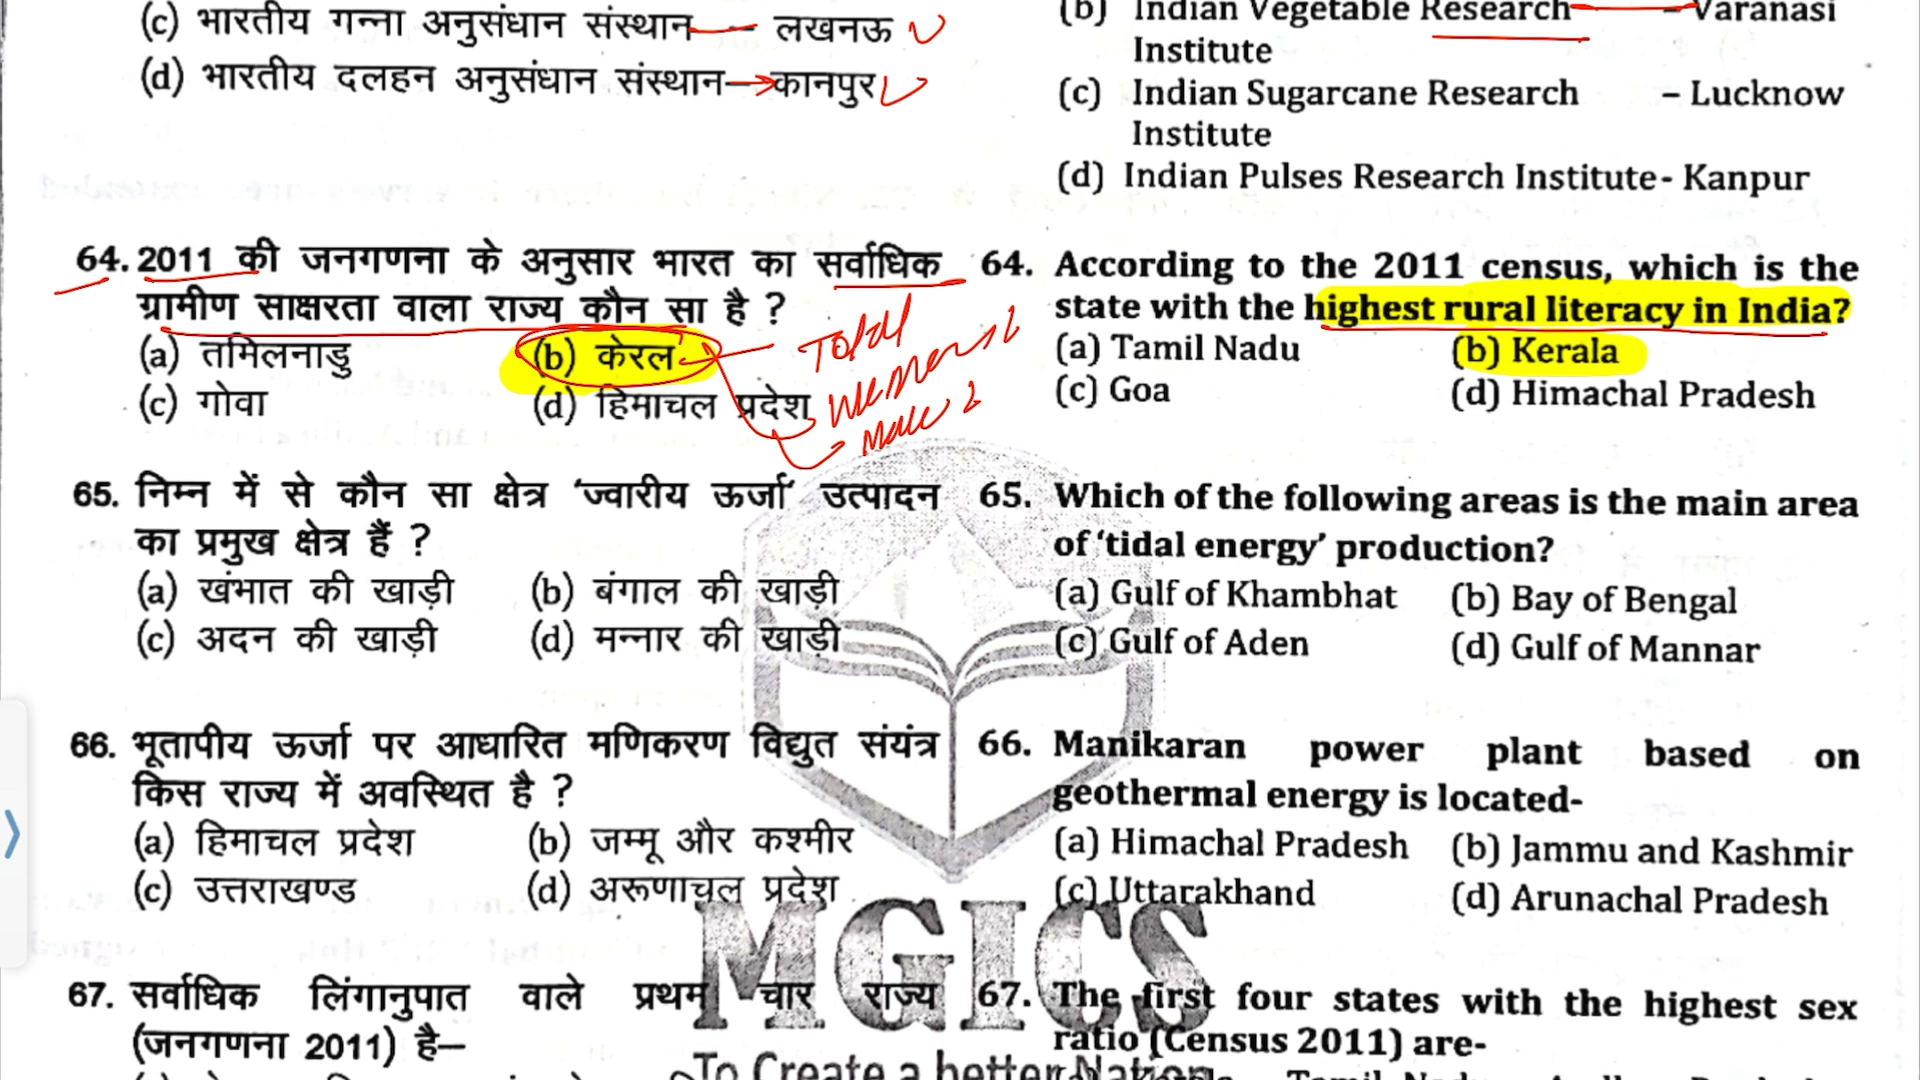 (c) भारतीय गन्ना अनुसंधान संस्थान – लखनऊ
(d) भारतीय दलहन अनुसंधान संस्थान – कानपुर
64. 2011 की जनगणना के अनुसार भारत का सर्वाधिक
ग्रामीण साक्षरता वाला राज्य कौन सा है ?
(a) तमिलनाडु (b) केरल
(c) गोवा (d) हिमाचल प्रदेश
Total
Male
65. निम्न में से कौन सा क्षेत्र ‘ज्वारीय ऊर्जा’ उत्पादन
का प्रमुख क्षेत्र हैं ?
(a) खंभात की खाड़ी (b) बंगाल की खाड़ी
(c) अदन की खाड़ी (d) मन्नार की खाड़ी
66. भूतापीय ऊर्जा पर आधारित मणिकरण विद्युत संयंत्र
किस राज्य में अवस्थित है ?
(a) हिमाचल प्रदेश (b) जम्मू और कश्मीर
(c) उत्तराखण्ड (d) अरूणाचल प्रदेश
67. सर्वाधिक लिंगानुपात वाले प्रथम चार राज्य
(जनगणना 2011) है–
(b) Indian Vegetable Research – Varanasi
Institute
(c) Indian Sugarcane Research – Lucknow
Institute
(d) Indian Pulses Research Institute- Kanpur
64. According to the 2011 census, which is the
state with the highest rural literacy in India?
(a) Tamil Nadu (b) Kerala
(c) Goa (d) Himachal Pradesh
65. Which of the following areas is the main area
of ‘tidal energy’ production?
(a) Gulf of Khambhat (b) Bay of Bengal
(c) Gulf of Aden (d) Gulf of Mannar
66. Manikaran power plant based on
geothermal energy is located-
(a) Himachal Pradesh (b) Jammu and Kashmir
(c) Uttarakhand (d) Arunachal Pradesh
67. The first four states with the highest sex
ratio (Census 2011) are-
MGICS
To Create a better Nation